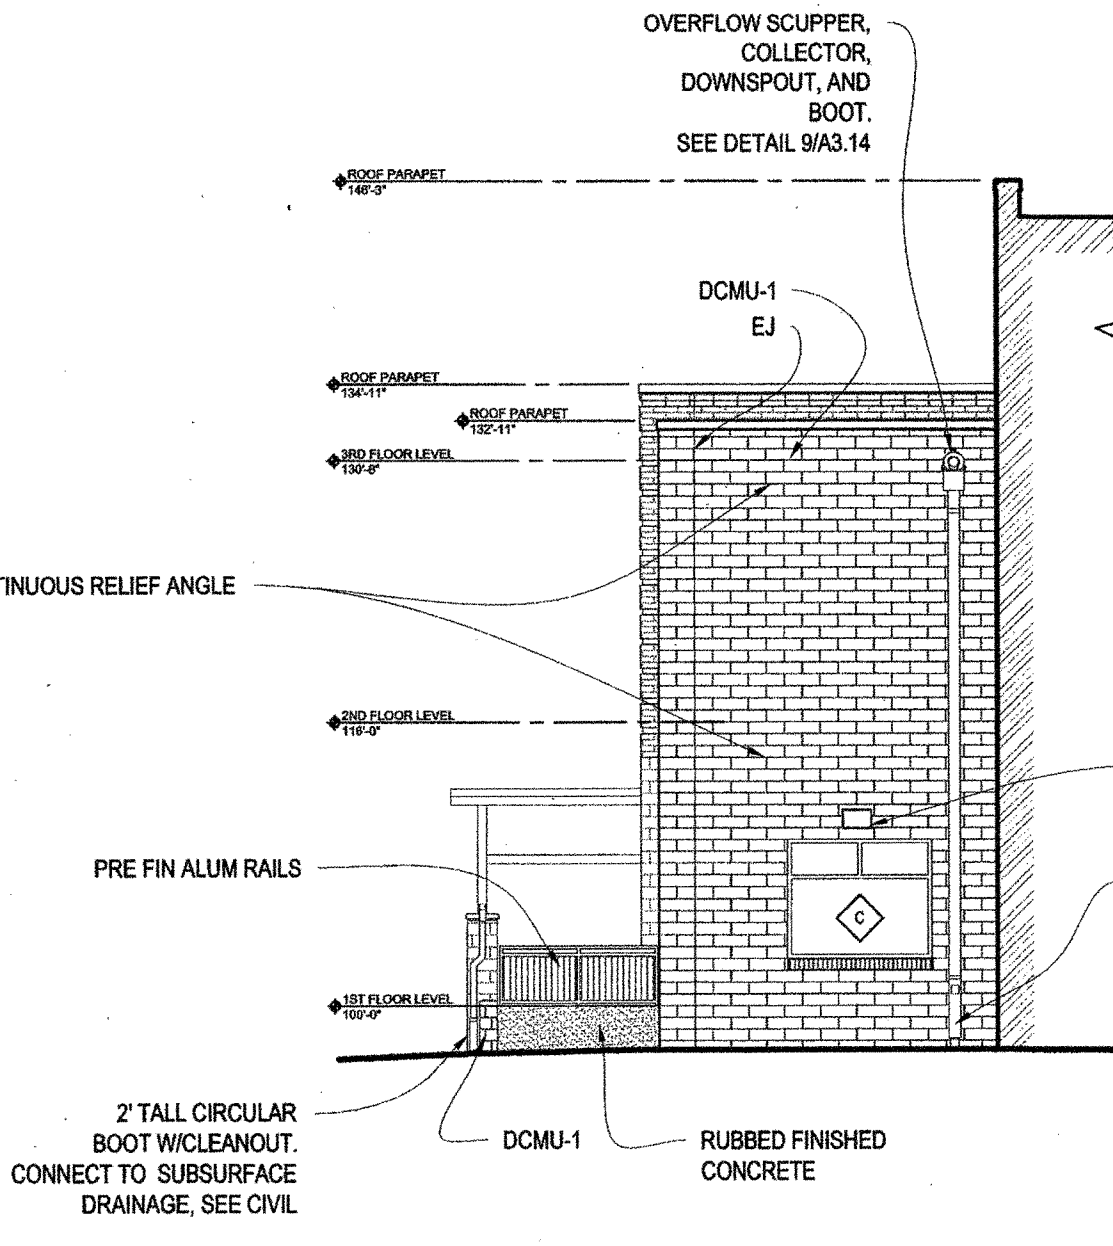 OVERFLOW SCUPPER,
COLLECTOR,
DOWNSPOUT, AND
BOOT.
SEE DETAIL 9/A3.14
ROOF PARAPET
146'-3"
DCMU-1
EJ
ROOF PARAPET
134'-11"
ROOF PARAPET
132'-11"
3RD FLOOR LEVEL
130'-8"
TINUOUS RELIEF ANGLE
2ND FLOOR LEVEL
116'-0"
PRE FIN ALUM RAILS
C
1ST FLOOR LEVEL
100'-0"
2' TALL CIRCULAR
BOOT W/CLEANOUT.
CONNECT TO SUBSURFACE
DRAINAGE, SEE CIVIL
DCMU-1
RUBBED FINISHED
CONCRETE